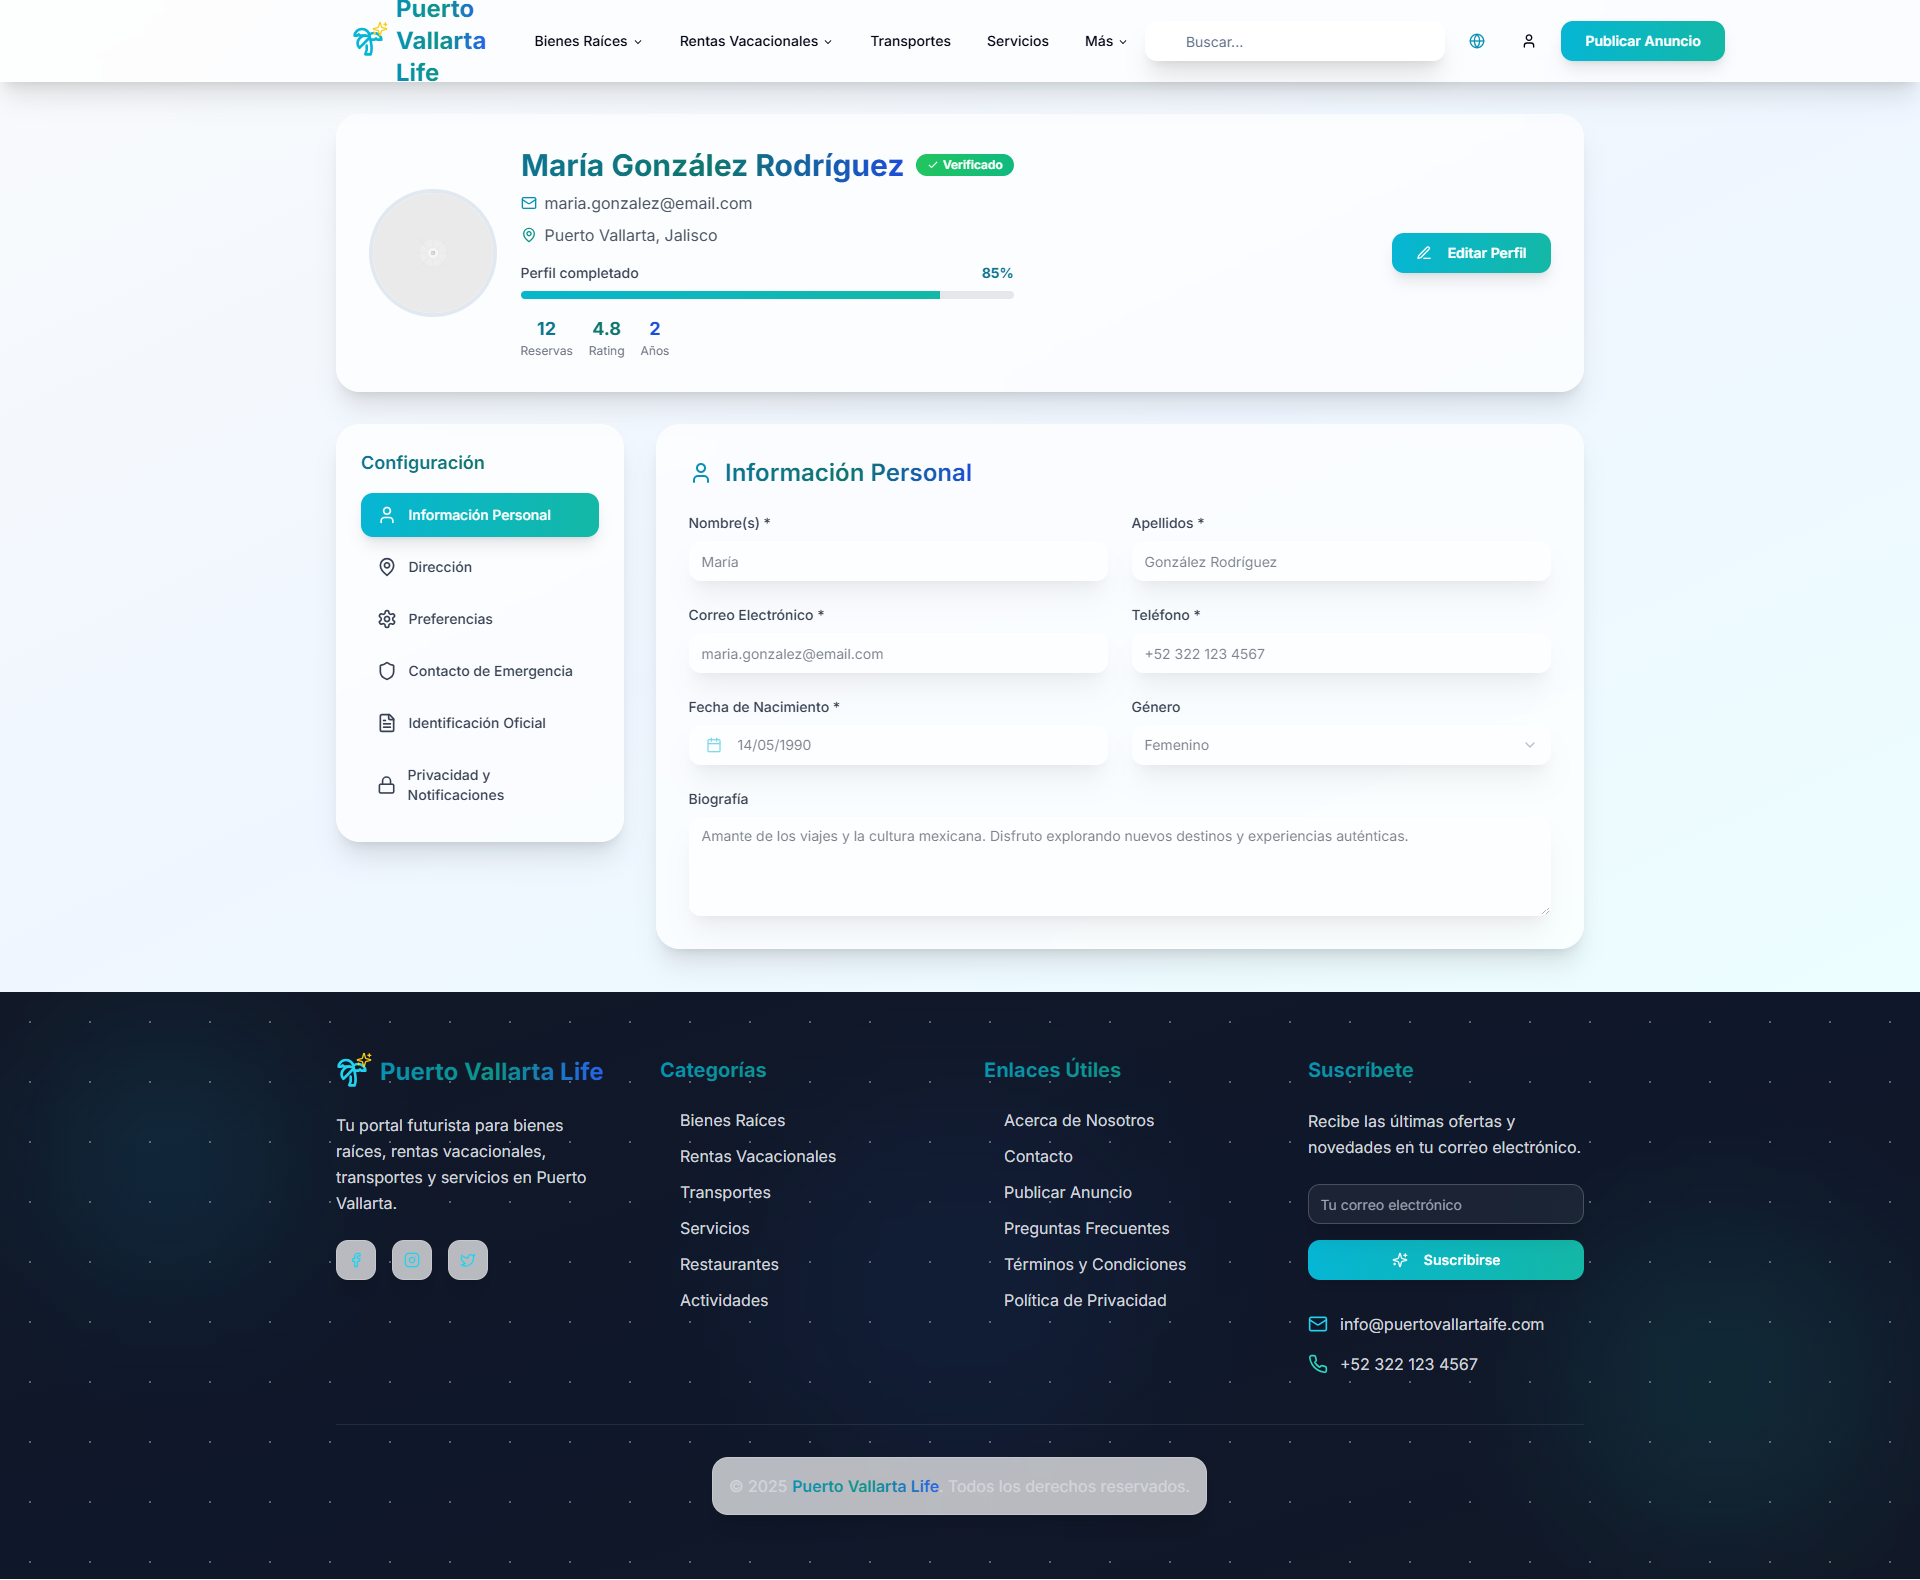 Puerto
Vallarta
Life
Bienes Raíces
Rentas Vacacionales
Transportes
Servicios
Más
Buscar...
Publicar Anuncio
María González Rodríguez
Verificado
maria.gonzalez@email.com
Puerto Vallarta, Jalisco
Perfil completado
85%
12
Reservas
4.8
Rating
2
Años
Editar Perfil
Configuración
Información Personal
Dirección
Preferencias
Contacto de Emergencia
Identificación Oficial
Privacidad y
Notificaciones
Información Personal
Nombre(s) *
María
Apellidos *
González Rodríguez
Correo Electrónico *
maria.gonzalez@email.com
Teléfono *
+52 322 123 4567
Fecha de Nacimiento *
14/05/1990
Género
Femenino
Biografía
Amante de los viajes y la cultura mexicana. Disfruto explorando nuevos destinos y experiencias auténticas.
Puerto Vallarta Life
Tu portal futurista para bienes
raíces, rentas vacacionales,
transportes y servicios en Puerto
Vallarta.
Categorías
Bienes Raíces
Rentas Vacacionales
Transportes
Servicios
Restaurantes
Actividades
Enlaces Útiles
Acerca de Nosotros
Contacto
Publicar Anuncio
Preguntas Frecuentes
Términos y Condiciones
Política de Privacidad
Suscríbete
Recibe las últimas ofertas y
novedades en tu correo electrónico.
Tu correo electrónico
Suscribirse
info@puertovallartaife.com
+52 322 123 4567
© 2025 Puerto Vallarta Life. Todos los derechos reservados.